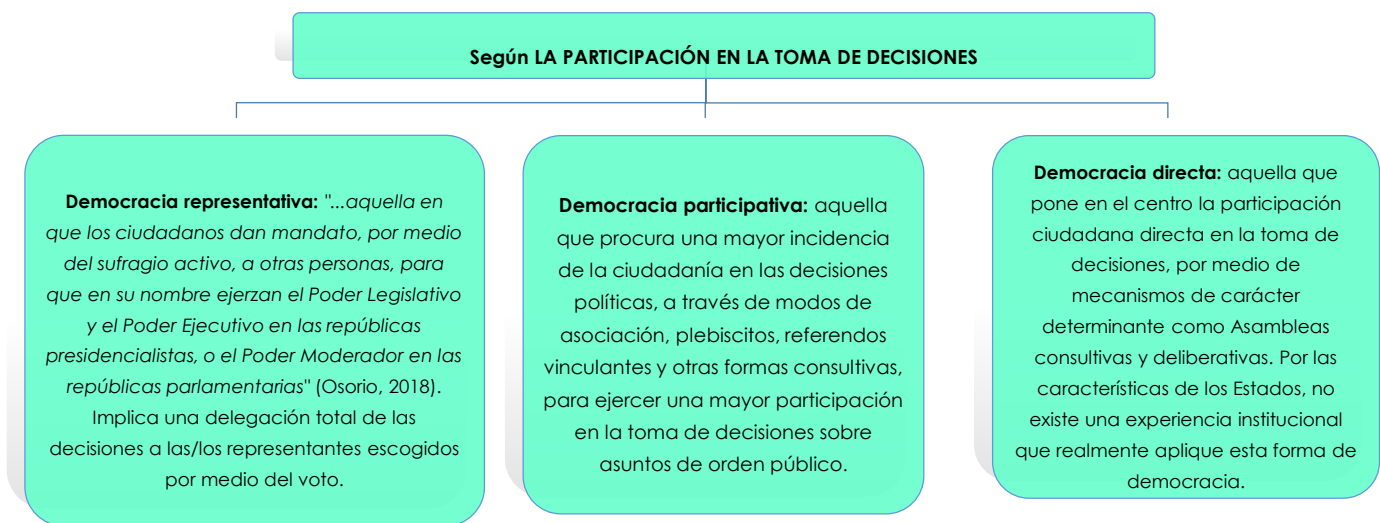 Según LA PARTICIPACIÓN EN LA TOMA DE DECISIONES
Democracia representativa: "...aquella en
que los ciudadanos dan mandato, por medio
del sufragio activo, a otras personas, para
que en su nombre ejerzan el Poder Legislativo
y el Poder Ejecutivo en las repúblicas
presidencialistas, o el Poder Moderador en las
repúblicas parlamentarias" (Osorio, 2018).
Implica una delegación total de las
decisiones a las/los representantes escogidos
por medio del voto.
Democracia participativa: aquella
que procura una mayor incidencia
de la ciudadanía en las decisiones
políticas, a través de modos de
asociación, plebiscitos, referendos
vinculantes y otras formas consultivas,
para ejercer una mayor participación
en la toma de decisiones sobre
asuntos de orden público.
Democracia directa: aquella que
pone en el centro la participación
ciudadana directa en la toma de
decisiones, por medio de
mecanismos de carácter
determinante como Asambleas
consultivas y deliberativas. Por las
características de los Estados, no
existe una experiencia institucional
que realmente aplique esta forma de
democracia.